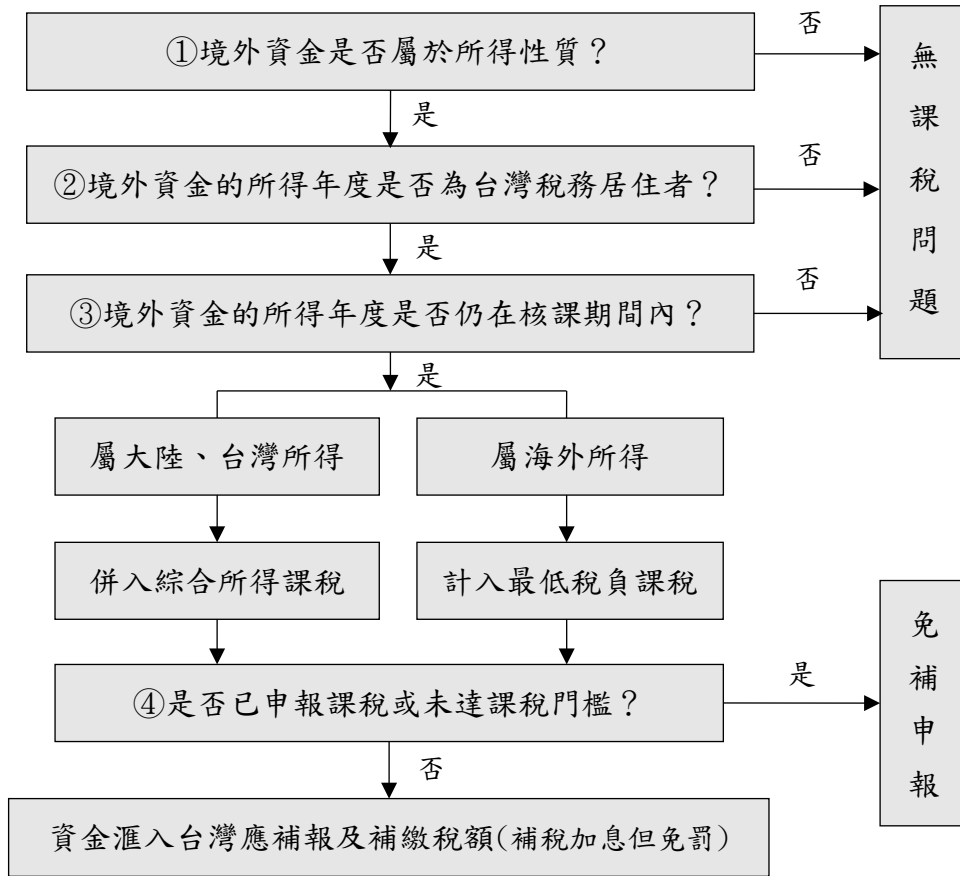 ①境外資金是否屬於所得性質？
否
無課稅問題
是
②境外資金的所得年度是否為台灣稅務居住者？
否
是
③境外資金的所得年度是否仍在核課期間內？
否
是
屬大陸、台灣所得
屬海外所得
併入綜合所得課稅
計入最低稅負課稅
④是否已申報課稅或未達課稅門檻？
是
免補申報
否
資金滙入台灣應補報及補繳稅額(補稅加息但免罰)